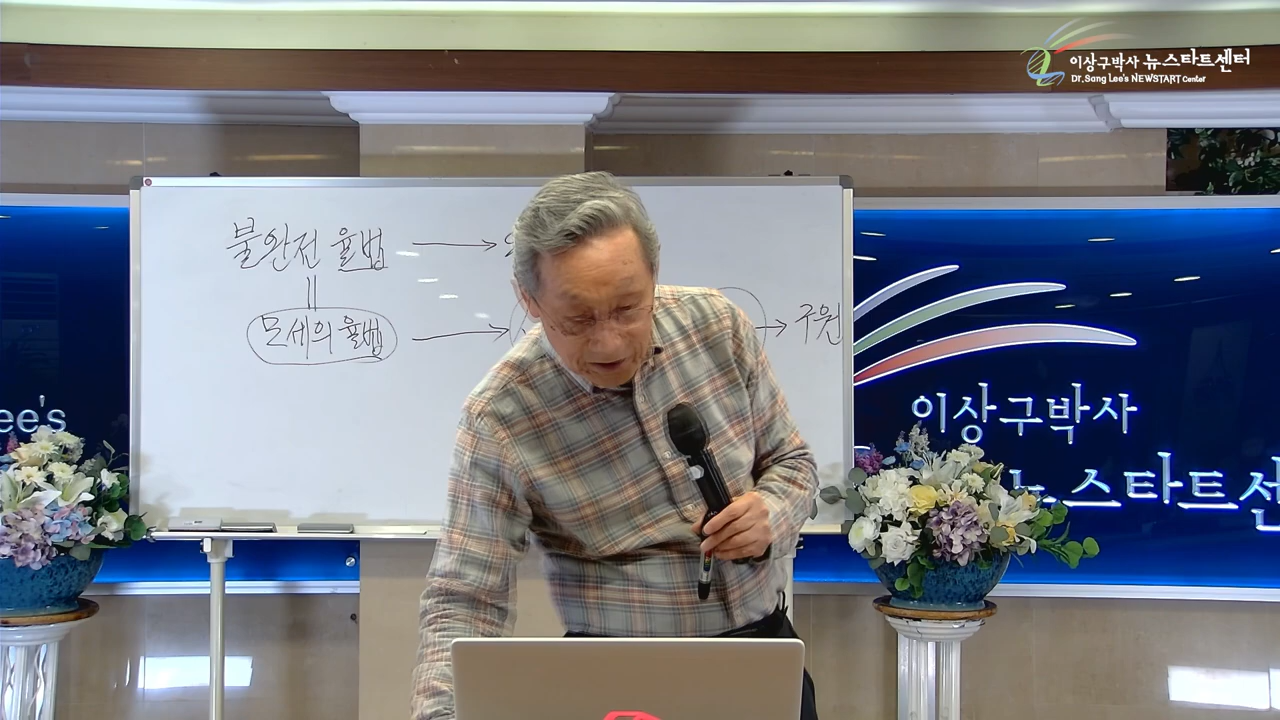 이상구박사 뉴스타트센터
Dr. Sang Lee's NEWSTART Center
불완전 율법 →
=
모세의 율법 → → 구원
ee's
이상구박사
뉴스타트센